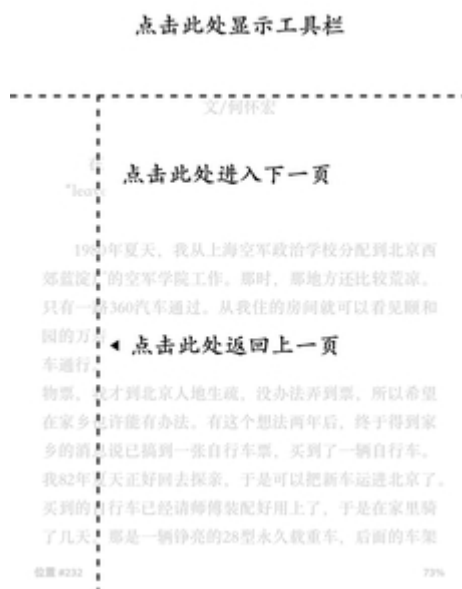 点击此处显示工具栏
文/何怀宏
点击此处进入下一页
"leave
1980年夏天，我从上海空军政治学校分配到北京西
郊蓝淀厂的空军学院工作。那时，那地方还比较荒凉。
只有一路360汽车通过。从我住的房间就可以看见颐和
园的万
◂ 点击此处返回上一页
车通行，
物票，我才到北京人地生疏，没办法弄到票，所以希望
在家乡也许能有办法。有这个想法两年后，终于得到家
乡的消息说已搞到一张自行车票，买到了一辆自行车。
我82年夏天正好回去探亲，于是可以把新车运进北京了。
买到的自行车已经请师傅装配好用上了，于是在家里骑
了几天，那是一辆铮亮的28型永久载重车，后面的车架
位置 #232
73%